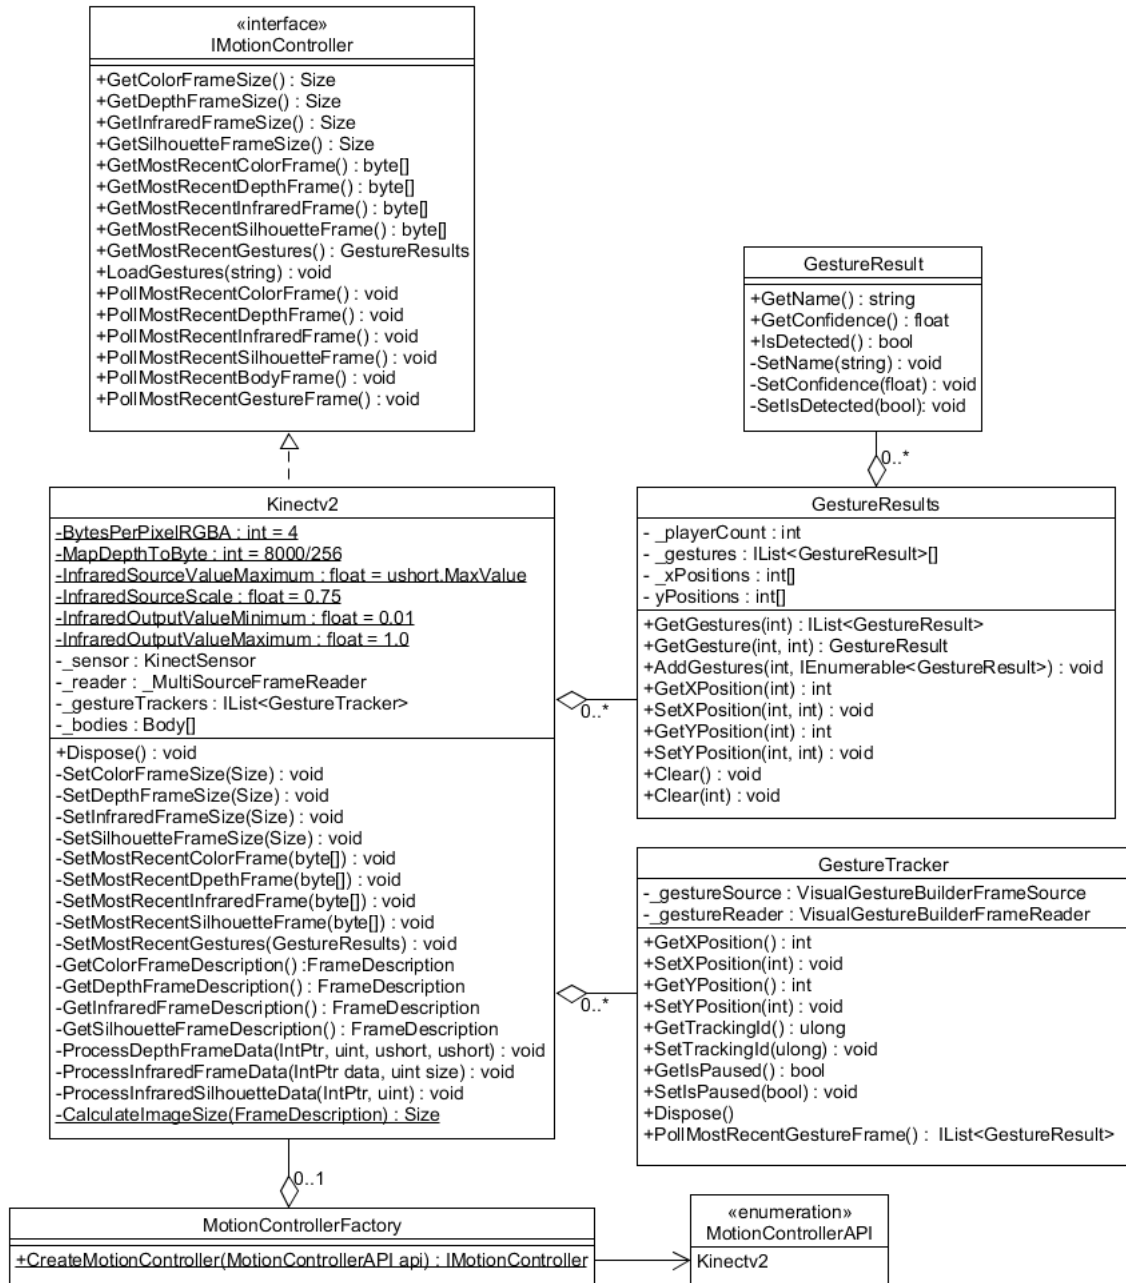 «interface»
IMotionController
+GetColorFrameSize() : Size
+GetDepthFrameSize() : Size
+GetInfraredFrameSize() : Size
+GetSilhouetteFrameSize() : Size
+GetMostRecentColorFrame() : byte[]
+GetMostRecentDepthFrame() : byte[]
+GetMostRecentInfraredFrame() : byte[]
+GetMostRecentSilhouetteFrame() : byte[]
+GetMostRecentGestures() : GestureResults
+LoadGestures(string) : void
+PollMostRecentColorFrame() : void
+PollMostRecentDepthFrame() : void
+PollMostRecentInfraredFrame() : void
+PollMostRecentSilhouetteFrame() : void
+PollMostRecentBodyFrame() : void
+PollMostRecentGestureFrame() : void
GestureResult
+GetName() : string
+GetConfidence() : float
+IsDetected() : bool
-SetName(string) : void
-SetConfidence(float) : void
-SetIsDetected(bool): void
0..*
Kinectv2
-BytesPerPixelRGBA : int = 4
-MapDepthToByte : int = 8000/256
-InfraredSourceValueMaximum : float = ushort.MaxValue
-InfraredSourceScale : float = 0.75
-InfraredOutputValueMinimum : float = 0.01
-InfraredOutputValueMaximum : float = 1.0
-_sensor : KinectSensor
-_reader : _MultiSourceFrameReader
-_gestureTrackers : IList<GestureTracker>
-_bodies : Body[]
+Dispose() : void
-SetColorFrameSize(Size) : void
-SetDepthFrameSize(Size) : void
-SetInfraredFrameSize(Size) : void
-SetSilhouetteFrameSize(Size) : void
-SetMostRecentColorFrame(byte[]) : void
-SetMostRecentDpethFrame(byte[]) : void
-SetMostRecentInfraredFrame(byte[]) : void
-SetMostRecentSilhouetteFrame(byte[]) : void
-SetMostRecentGestures(GestureResults) : void
-GetColorFrameDescription() :FrameDescription
-GetDepthFrameDescription() : FrameDescription
-GetInfraredFrameDescription() : FrameDescription
-GetSilhouetteFrameDescription() : FrameDescription
-ProcessDepthFrameData(IntPtr, uint, ushort, ushort) : void
-ProcessInfraredFrameData(IntPtr data, uint size) : void
-ProcessInfraredSilhouetteData(IntPtr, uint) : void
-CalculateImageSize(FrameDescription) : Size
GestureResults
- _playerCount : int
- _gestures : IList<GestureResult>[]
- _xPositions : int[]
- yPositions : int[]
+GetGestures(int) : IList<GestureResult>
+GetGesture(int, int) : GestureResult
+AddGestures(int, IEnumerable<GestureResult>) : void
+GetXPosition(int) : int
+SetXPosition(int, int) : void
+GetYPosition(int) : int
+SetYPosition(int, int) : void
+Clear() : void
+Clear(int) : void
0..*
GestureTracker
- _gestureSource : VisualGestureBuilderFrameSource
- _gestureReader : VisualGestureBuilderFrameReader
+GetXPosition() : int
+SetXPosition(int) : void
+GetYPosition() : int
+SetYPosition(int) : void
+GetTrackingId() : ulong
+SetTrackingId(ulong) : void
+GetIsPaused() : bool
+SetIsPaused(bool) : void
+Dispose()
+PollMostRecentGestureFrame() : IList<GestureResult>
0..*
0..1
MotionControllerFactory
+CreateMotionController(MotionControllerAPI api) : IMotionController
«enumeration»
MotionControllerAPI
Kinectv2